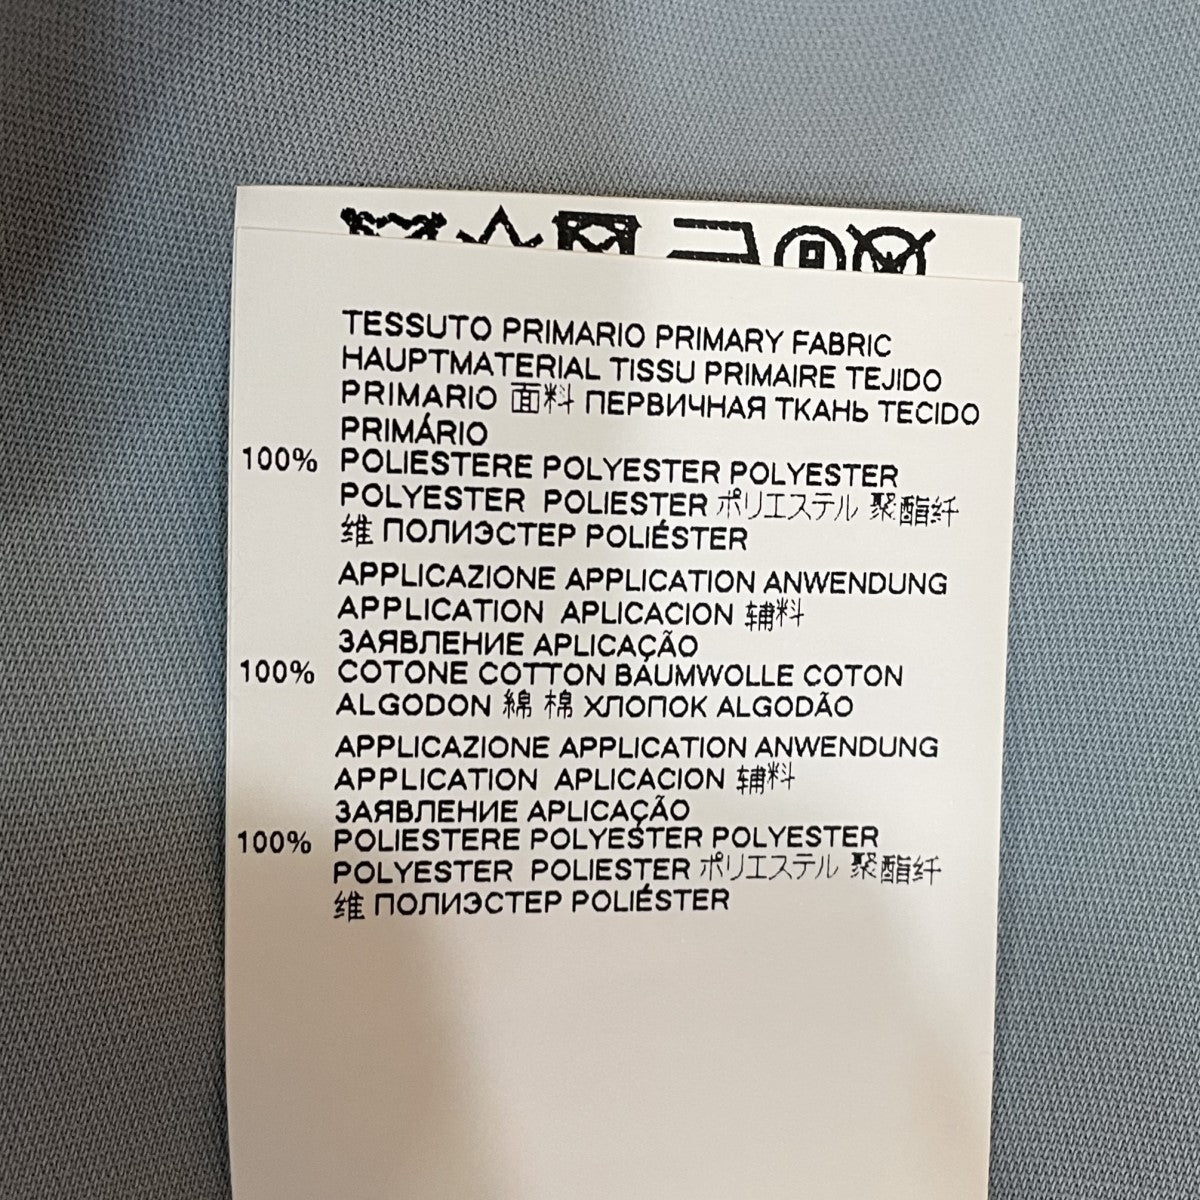 TESSUTO PRIMARIO PRIMARY FABRIC
HAUPTMATERIAL TISSU PRIMAIRE TEJIDO
PRIMARIO 面料 ПЕРВИЧНАЯ ТКАНЬ TECIDO
PRIMÁRIO
100% POLIESTERE POLYESTER POLYESTER
POLYESTER POLIESTER ポリエステル 聚酯纤
维 ПОЛИЭСТЕР POLIÉSTER
APPLICAZIONE APPLICATION ANWENDUNG
APPLICATION APLICACION 辅料
ЗАЯВЛЕНИЕ APLICAÇÃO
100% COTONE COTTON BAUMWOLLE COTON
ALGODON 綿 棉 ХЛОПОК ALGODÃO
APPLICAZIONE APPLICATION ANWENDUNG
APPLICATION APLICACION 辅料
ЗАЯВЛЕНИЕ APLICAÇÃO
100% POLIESTERE POLYESTER POLYESTER
POLYESTER POLIESTER ポリエステル 聚酯纤
维 ПОЛИЭСТЕР POLIÉSTER